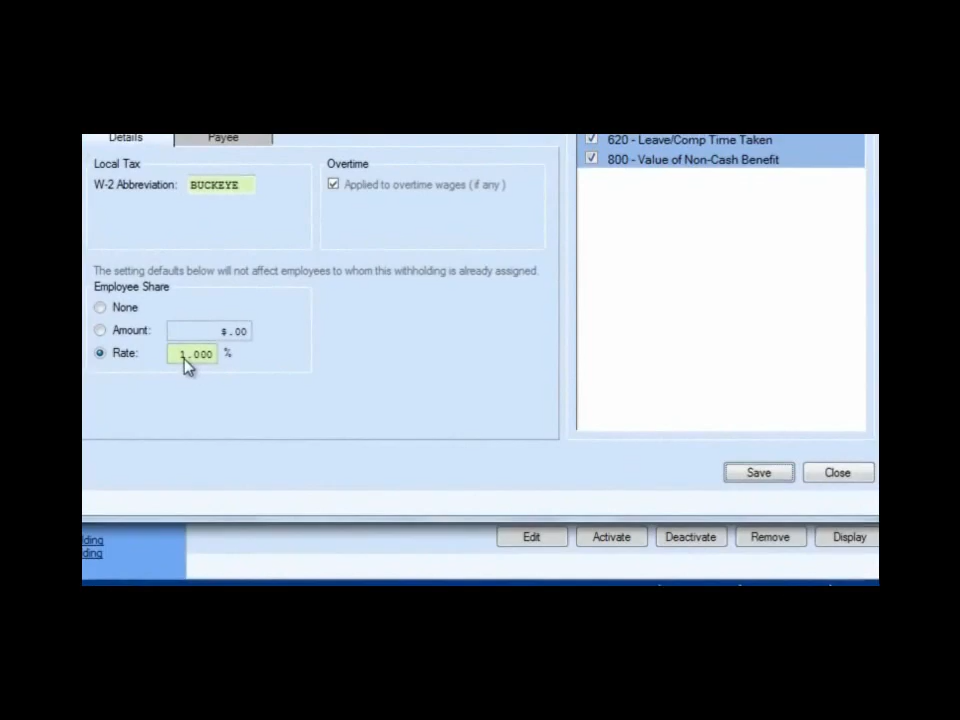 Details
Payee
Local Tax
W-2 Abbreviation: BUCKEYE
Overtime
Applied to overtime wages ( if any )
The setting defaults below will not affect employees to whom this withholding is already assigned.
Employee Share
None
Amount: $.00
Rate: 1.000 %
620 - Leave/Comp Time Taken
800 - Value of Non-Cash Benefit
Save
Close
Edit
Activate
Deactivate
Remove
Display